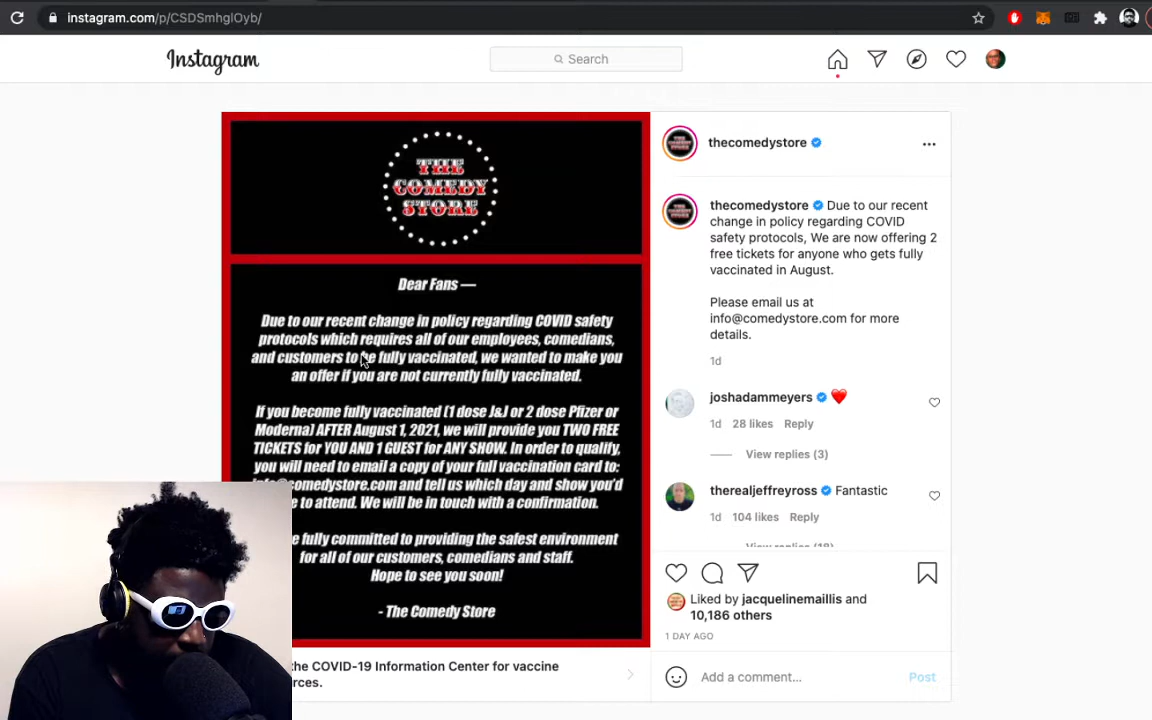 instagram.com/p/CSDSmhglOyb/
Instagram
Search
THE
COMEDY
STORE
Dear Fans —
Due to our recent change in policy regarding COVID safety
protocols which requires all of our employees, comedians,
and customers to be fully vaccinated, we wanted to make you
an offer if you are not currently fully vaccinated.
If you become fully vaccinated (1 dose J&J or 2 dose Pfizer or
Moderna) AFTER August 1, 2021, we will provide you TWO FREE
TICKETS for YOU AND 1 GUEST for ANY SHOW. In order to qualify,
you will need to email a copy of your full vaccination card to:
info@comedystore.com and tell us which day and show you'd
to attend. We will be in touch with a confirmation.
fully committed to providing the safest environment
for all of our customers, comedians and staff.
Hope to see you soon!
- The Comedy Store
the COVID-19 Information Center for vaccine
thecomedystore
thecomedystore Due to our recent
change in policy regarding COVID
safety protocols, We are now offering 2
free tickets for anyone who gets fully
vaccinated in August.
Please email us at
info@comedystore.com for more
details.
1d
joshadammeyers
1d 28 likes Reply
View replies (3)
therealjeffreyross Fantastic
1d 104 likes Reply
View replies (18)
Liked by jacquelinemaillis and
10,186 others
1 DAY AGO
Add a comment... Post